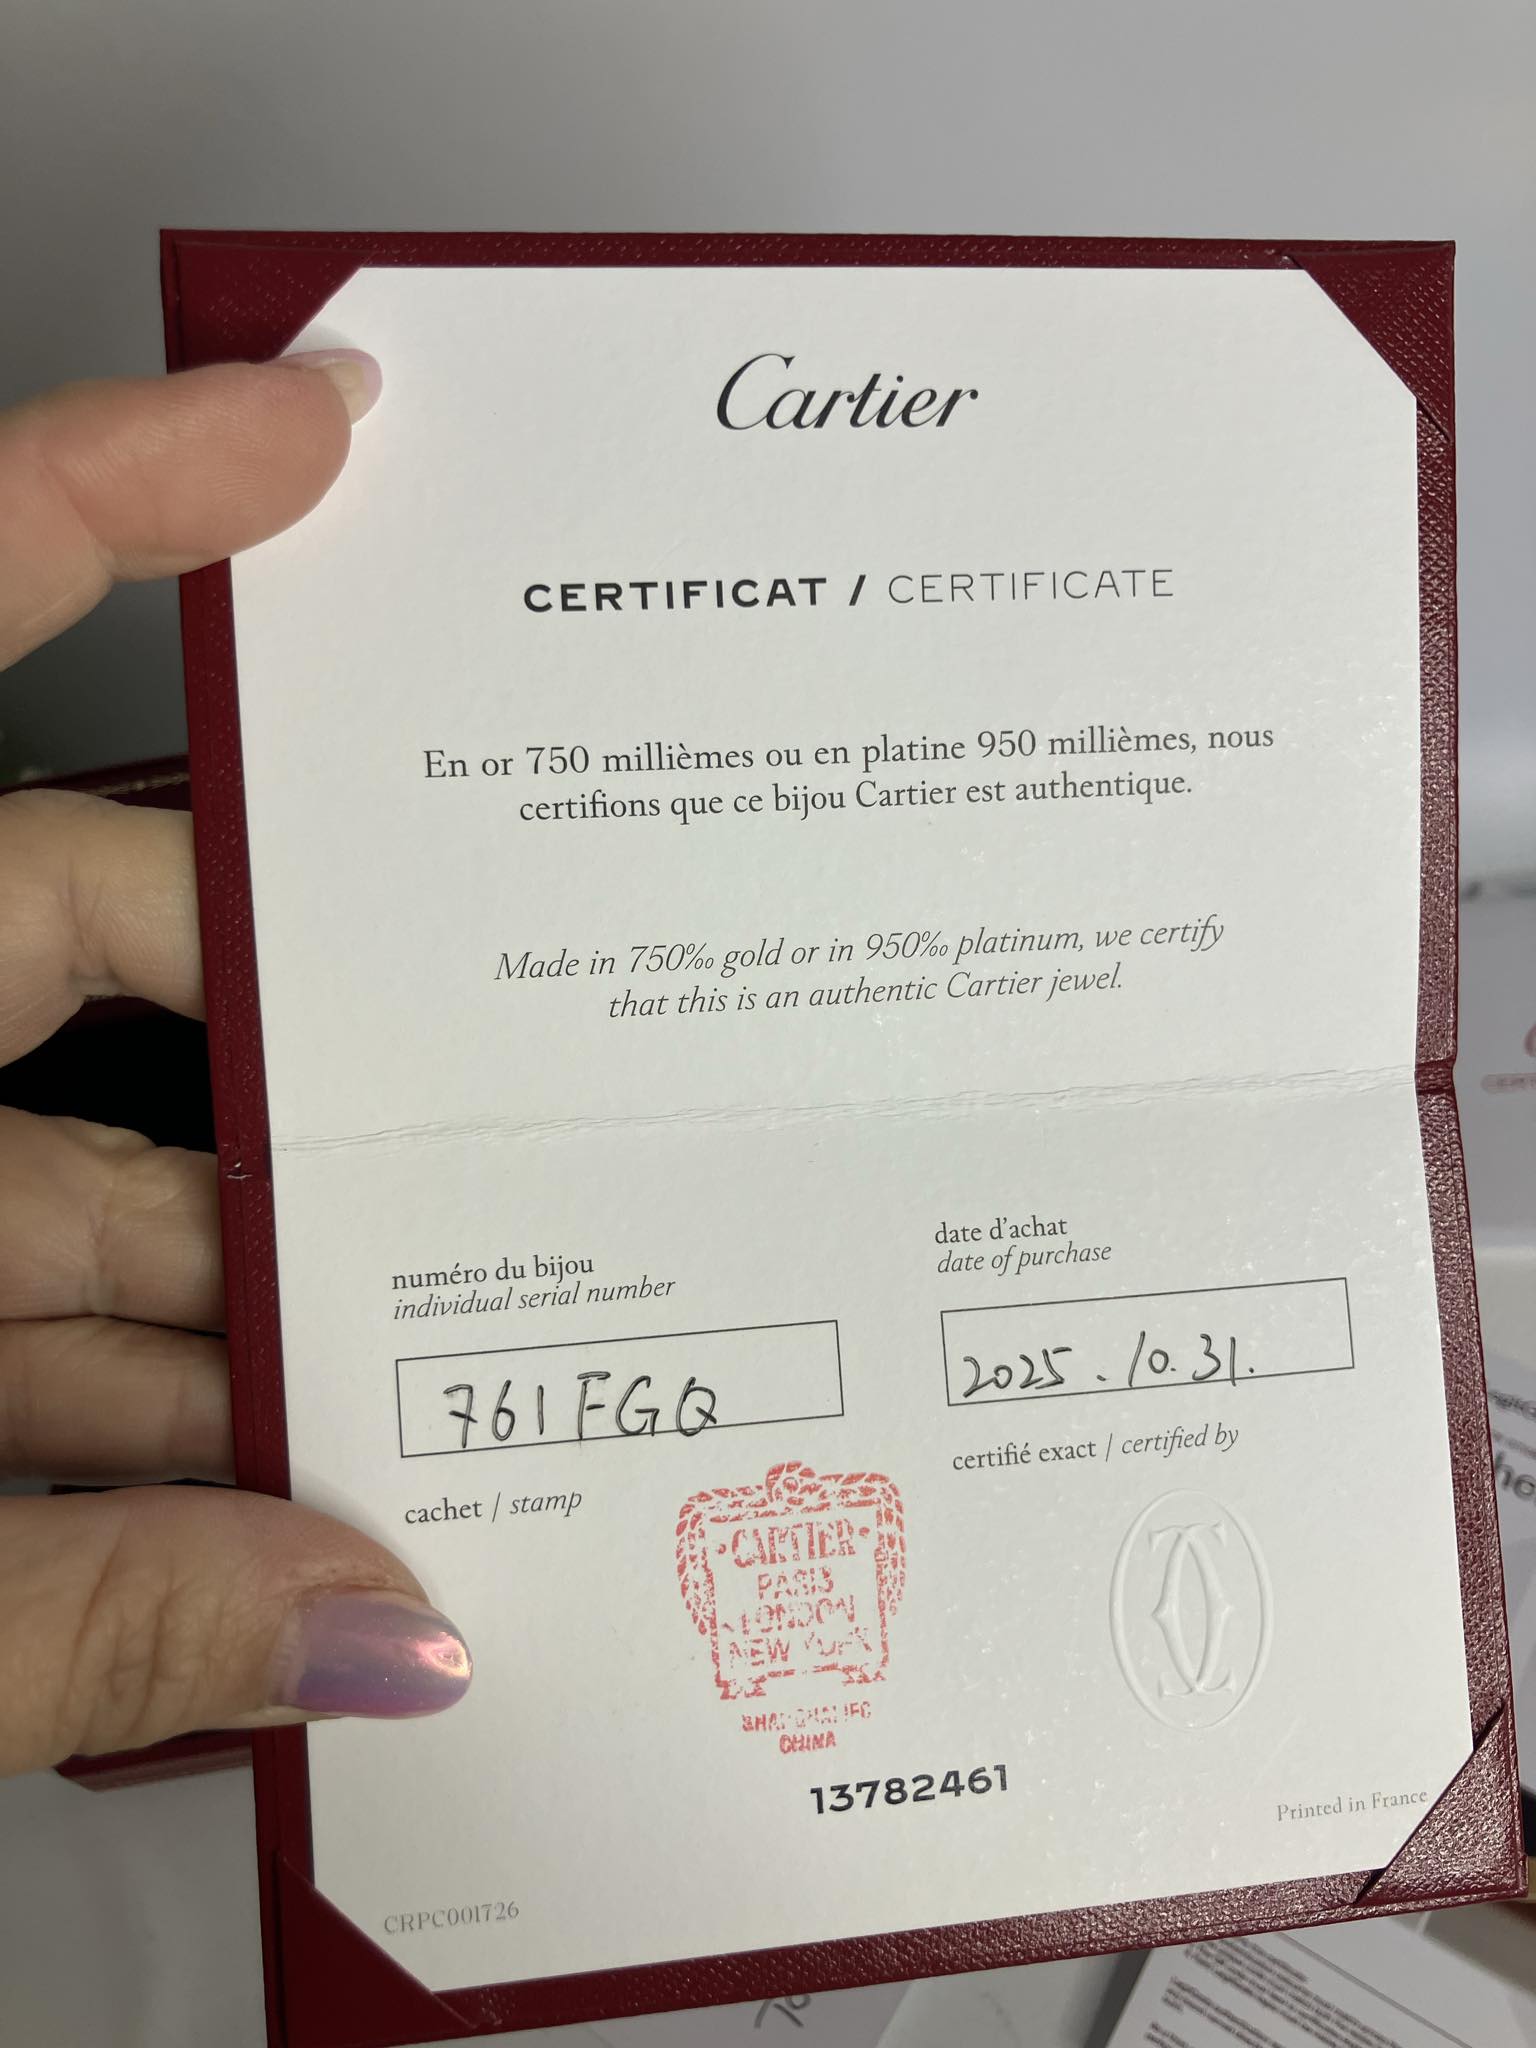 Cartier
CERTIFICAT / CERTIFICATE
En or 750 millièmes ou en platine 950 millièmes, nous
certifions que ce bijou Cartier est authentique.
Made in 750‰ gold or in 950‰ platinum, we certify
that this is an authentic Cartier jewel.
numéro du bijou
individual serial number
761FGQ
date d'achat
date of purchase
2025.10.31.
cachet / stamp
certifié exact / certified by
CARTIER
PARIS
LONDON
NEW YORK
SHANGHAI IFC
CHINA
13782461
Printed in France
CRPC001726